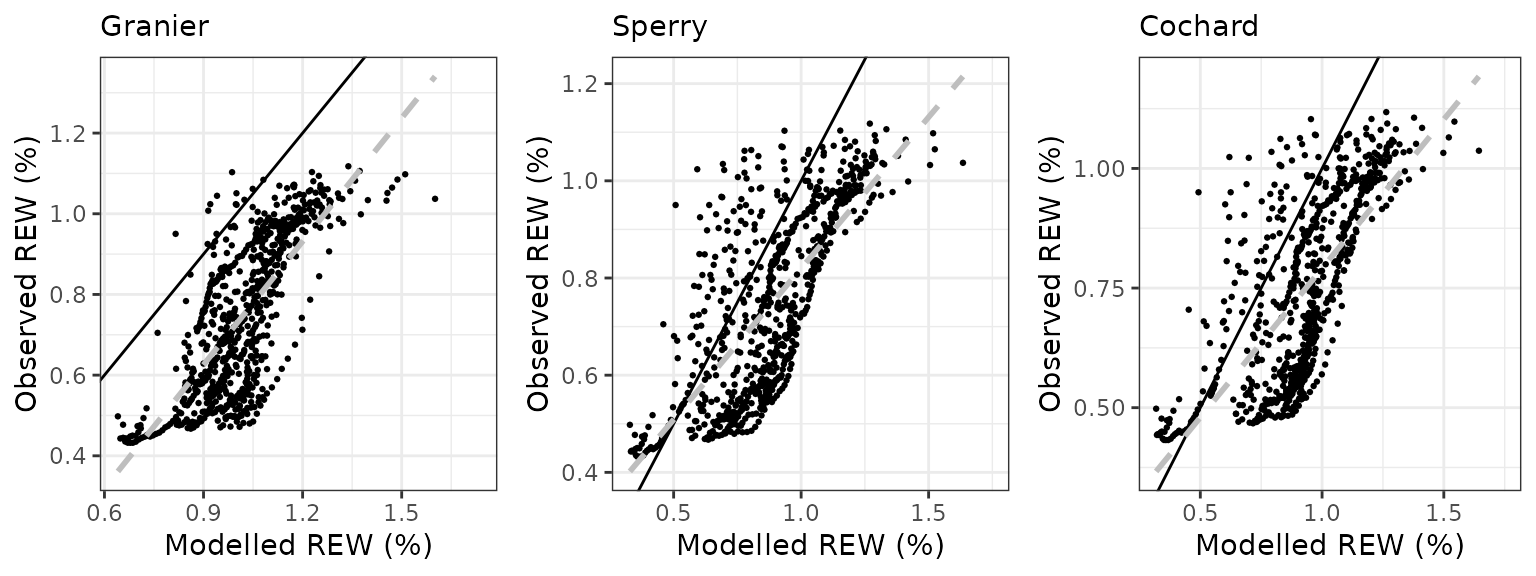 Granier
Observed REW (%)
1.2
1.0
0.8
0.6
0.4
0.6 0.9 1.2 1.5
Modelled REW (%)
Sperry
Observed REW (%)
1.2
1.0
0.8
0.6
0.4
0.5 1.0 1.5
Modelled REW (%)
Cochard
Observed REW (%)
1.00
0.75
0.50
0.5 1.0 1.5
Modelled REW (%)